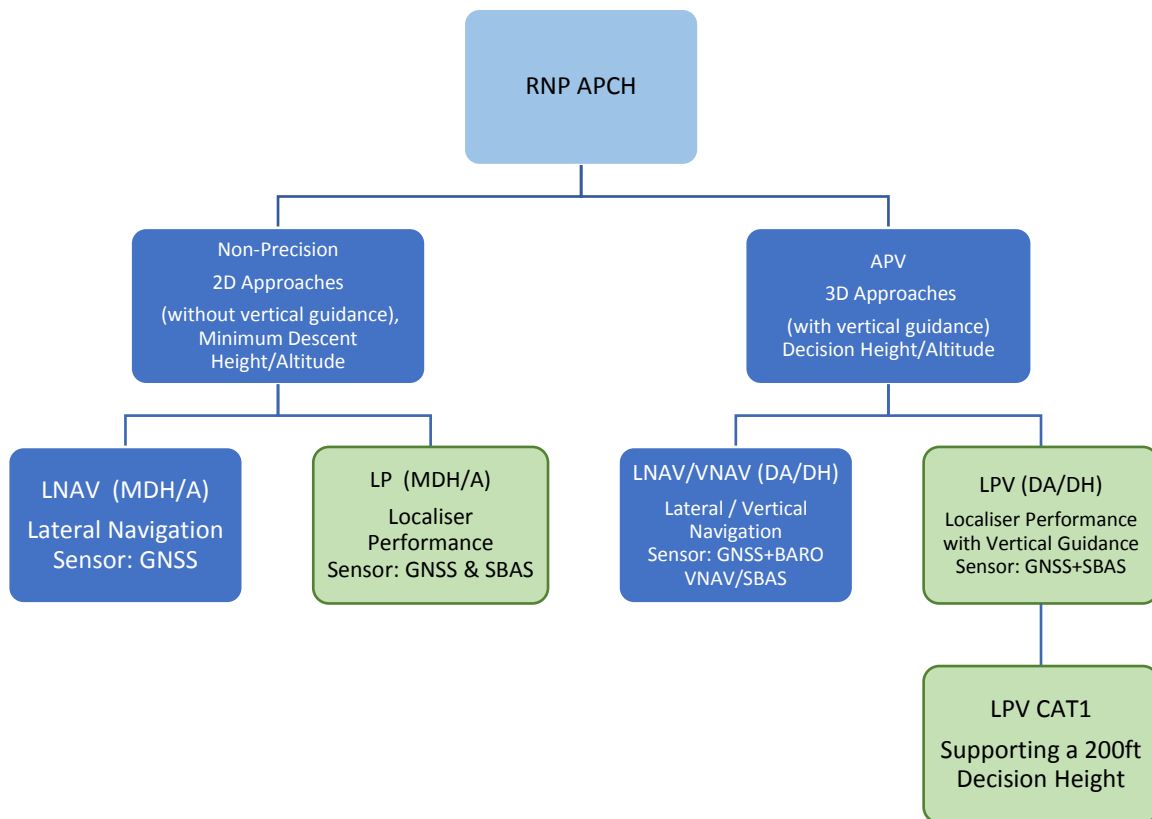 RNP APCH
Non-Precision
2D Approaches
(without vertical guidance),
Minimum Descent
Height/Altitude
APV
3D Approaches
(with vertical guidance)
Decision Height/Altitude
LNAV (MDH/A)
Lateral Navigation
Sensor: GNSS
LP (MDH/A)
Localiser
Performance
Sensor: GNSS & SBAS
LNAV/VNAV (DA/DH)
Lateral / Vertical
Navigation
Sensor: GNSS+BARO
VNAV/SBAS
LPV (DA/DH)
Localiser Performance
with Vertical Guidance
Sensor: GNSS+SBAS
LPV CAT1
Supporting a 200ft
Decision Height